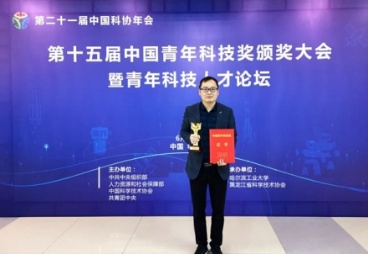 第二十一届中国科协年会
第十五届中国青年科技奖颁奖大会
暨青年科技人才论坛
中国
主办单位：
中共中央组织部
人力资源和社会保障部
中国科学技术协会
共青团中央
承办单位：
哈尔滨工业大学
黑龙江省科学技术协会